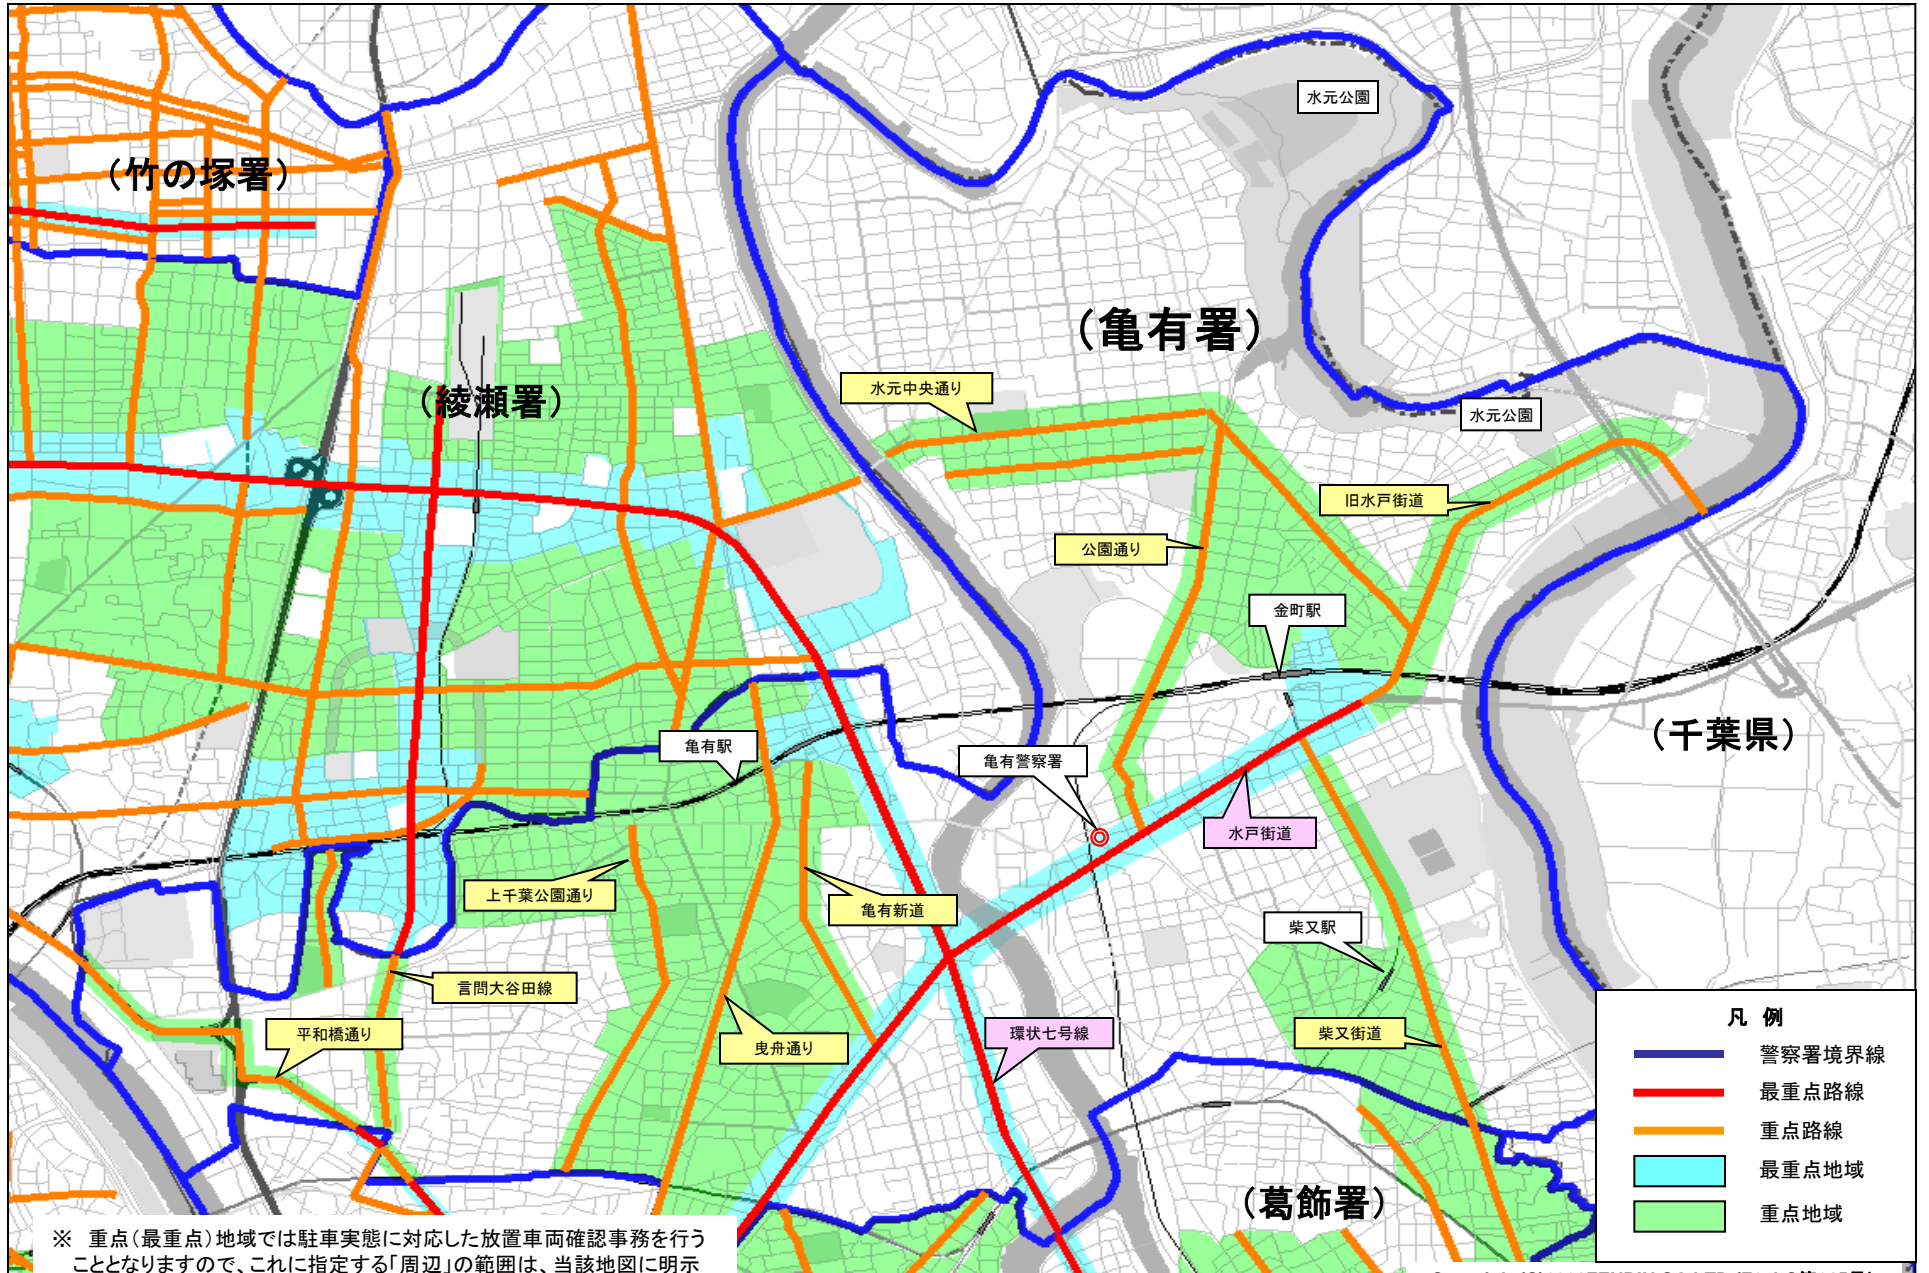 水元公園
(竹の塚署)
(亀有署)
水元中央通り
(綾瀬署)
水元公園
旧水戸街道
公園通り
金町駅
(千葉県)
亀有駅
亀有警察署
水戸街道
上千葉公園通り
亀有新道
柴又駅
言問大谷田線
平和橋通り
曳舟通り
環状七号線
柴又街道
凡 例
警察署境界線
最重点路線
重点路線
最重点地域
重点地域
(葛飾署)
※ 重点(最重点)地域では駐車実態に対応した放置車両確認事務を行う
こととなりますので、これに指定する「周辺」の範囲は、当該地図に明示